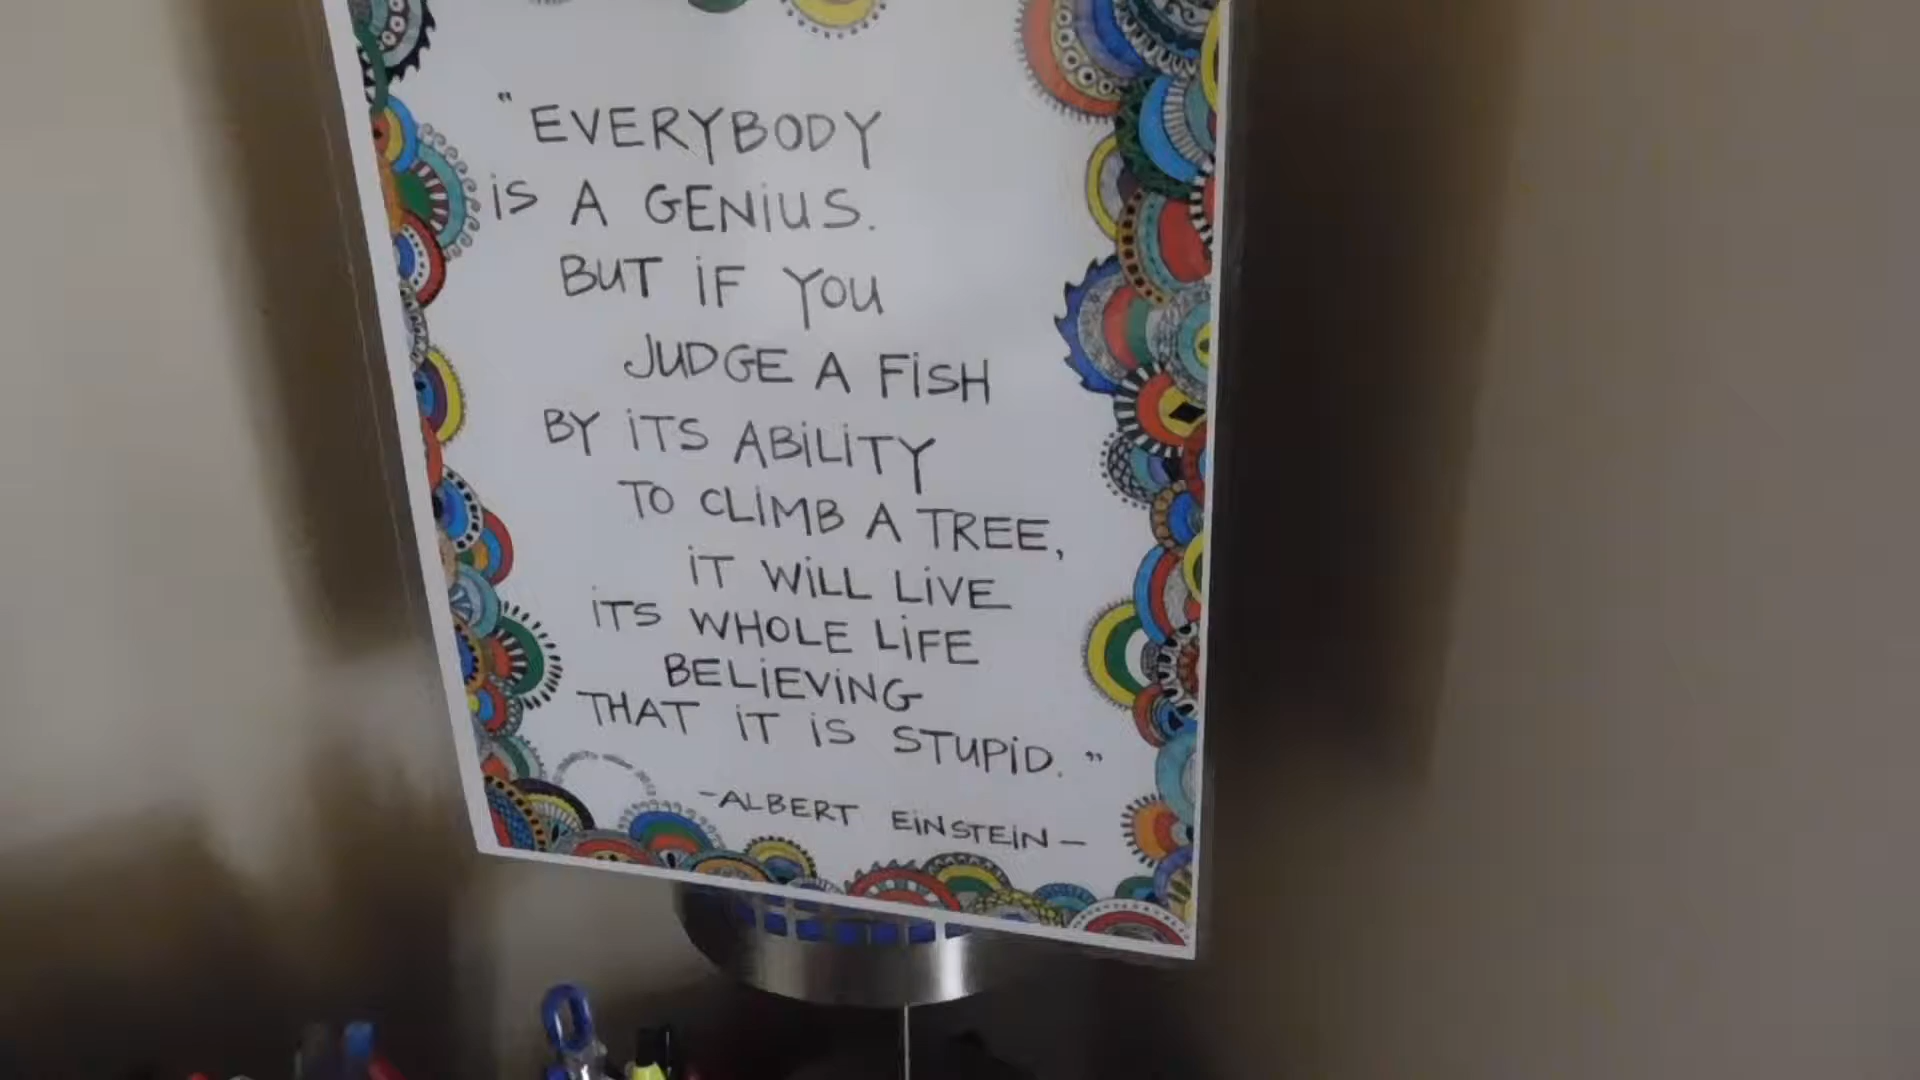 "EVERYBODY
iS A GENiUS.
BUT iF YOU
JUDGE A FiSH
BY iTS ABiLiTY
TO CLiMB A TREE,
iT WiLL LiVE
iTS WHOLE LiFE
BELiEViNG
THAT iT iS STUPiD."
-ALBERT EiNSTEiN-